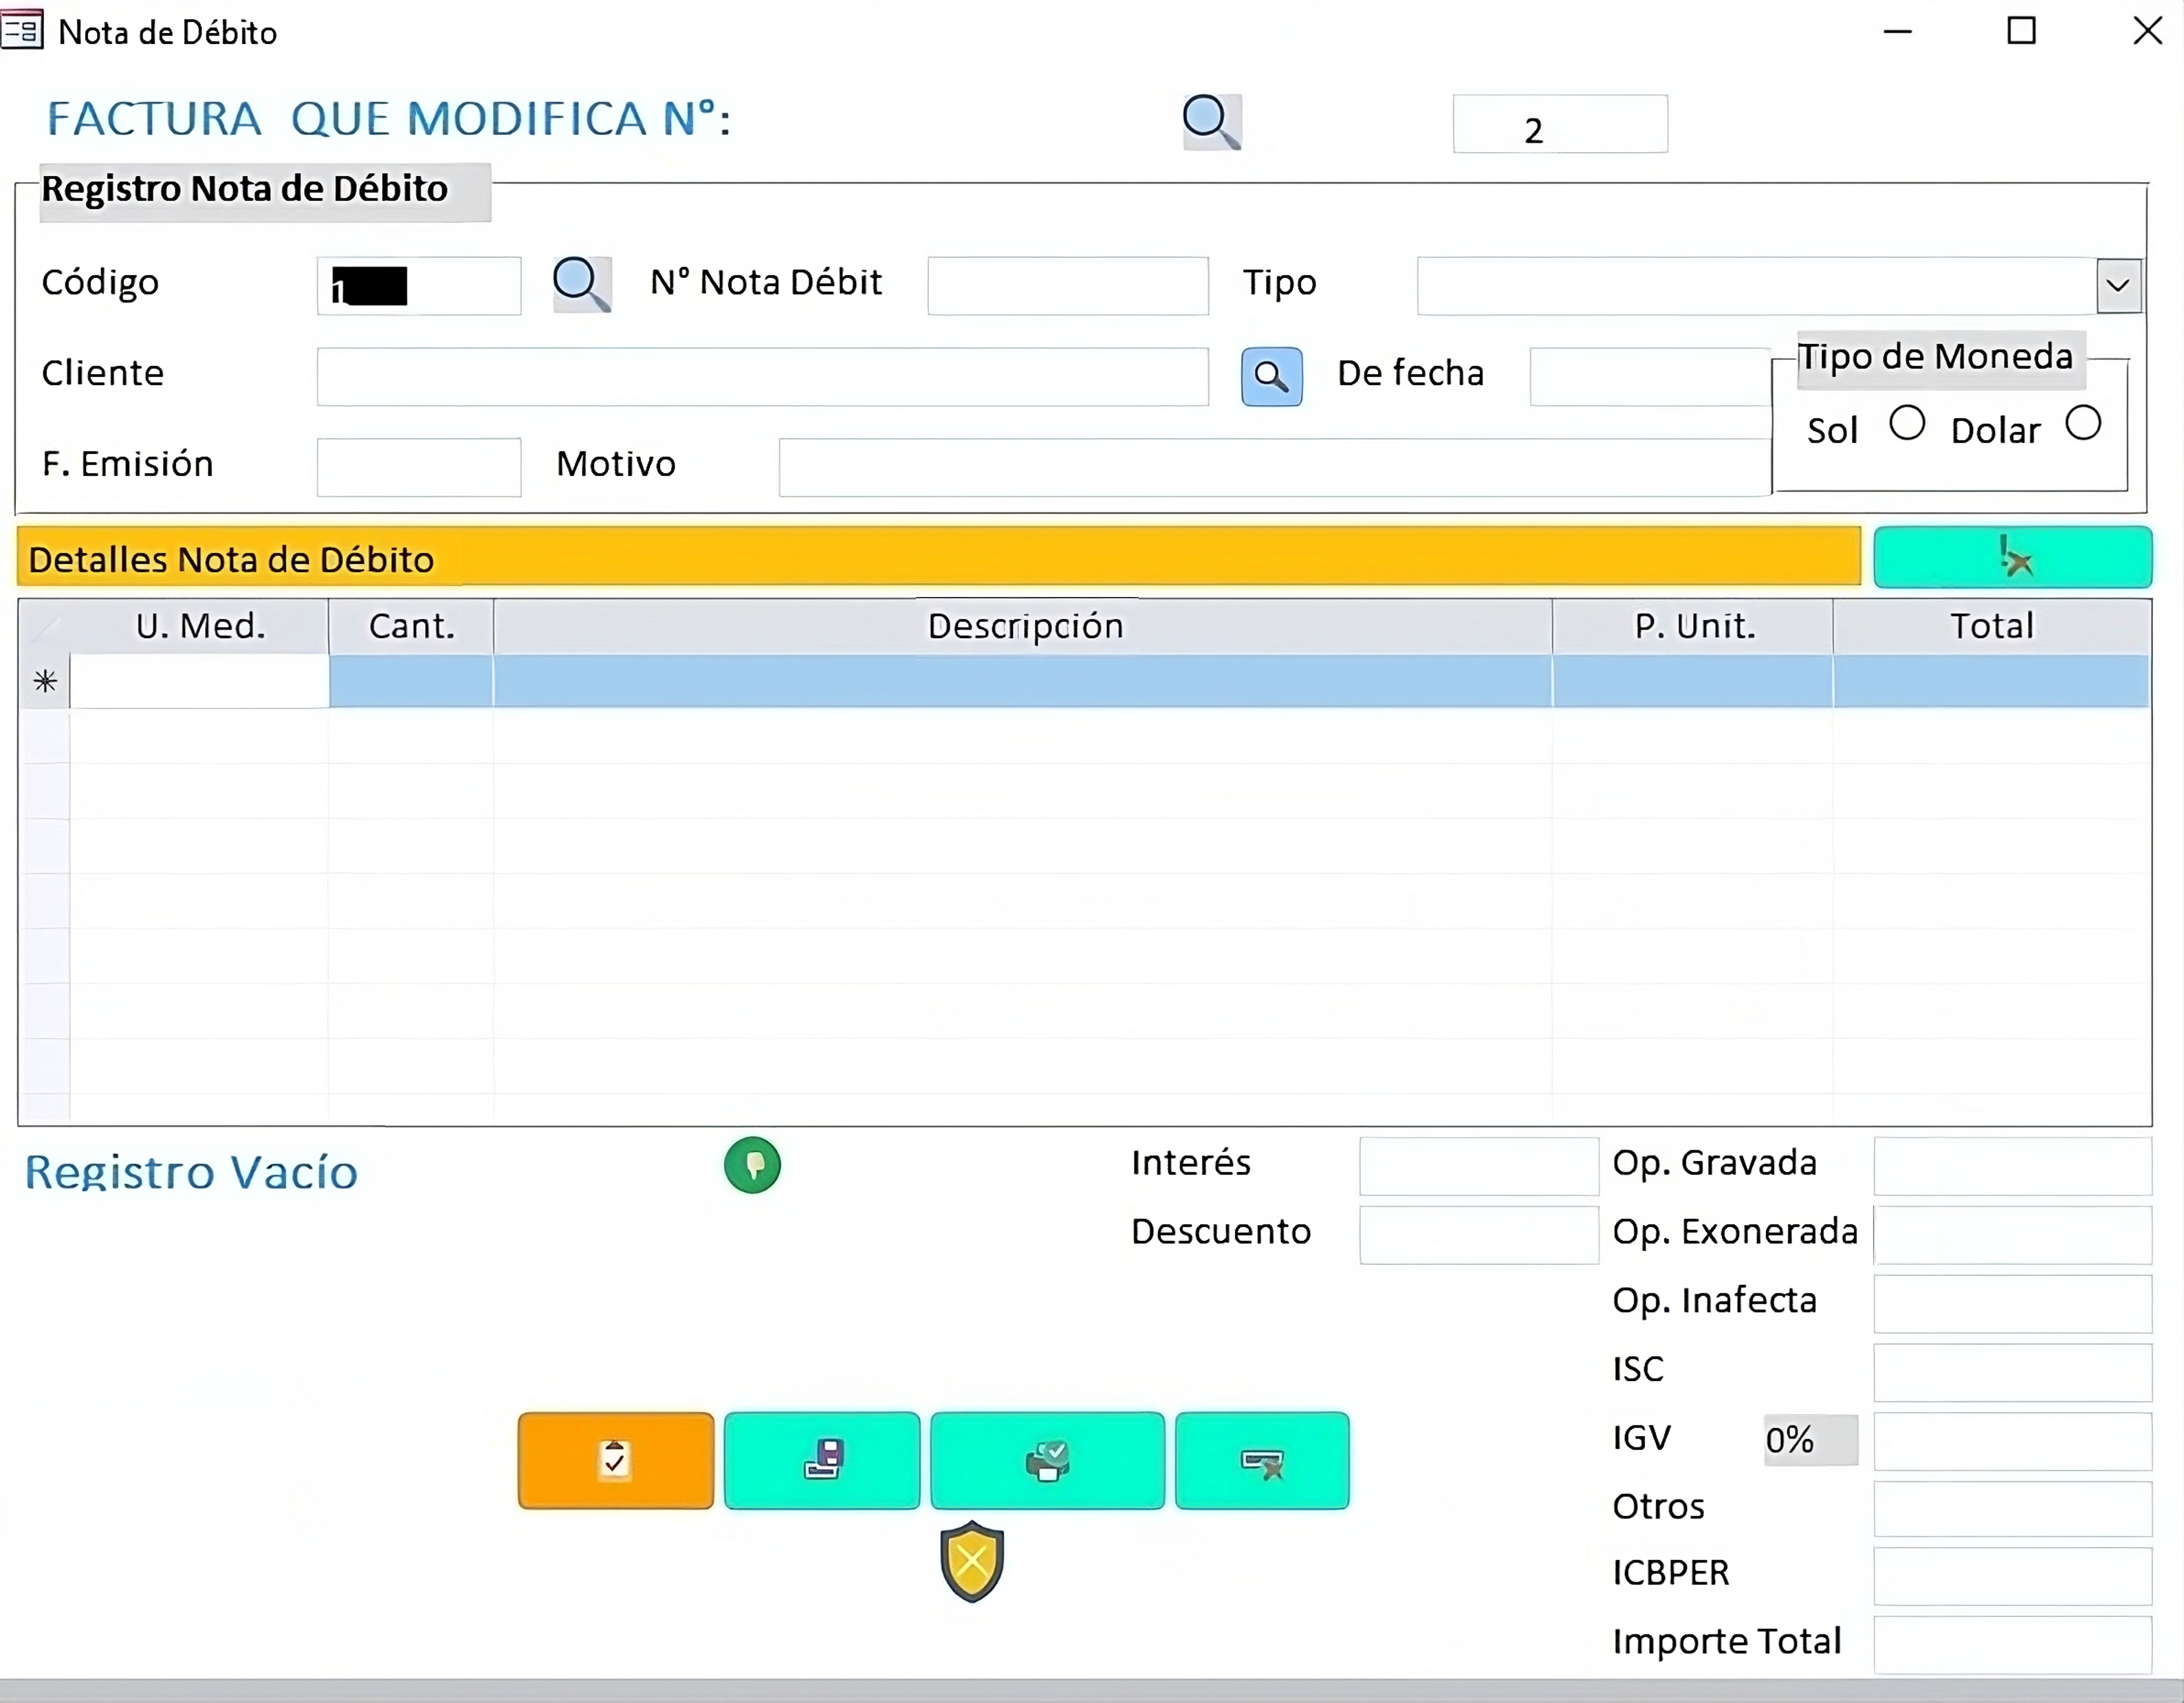 Nota de Débito
FACTURA QUE MODIFICA Nº:
2
Registro Nota de Débito
Código 1 Nº Nota Débit Tipo
Cliente De fecha Tipo de Moneda
Sol Dolar
F. Emisión Motivo
Detalles Nota de Débito
U. Med. Cant. Descripción P. Unit. Total
Registro Vacío
Interés Op. Gravada
Descuento Op. Exonerada
Op. Inafecta
ISC
IGV 0%
Otros
ICBPER
Importe Total